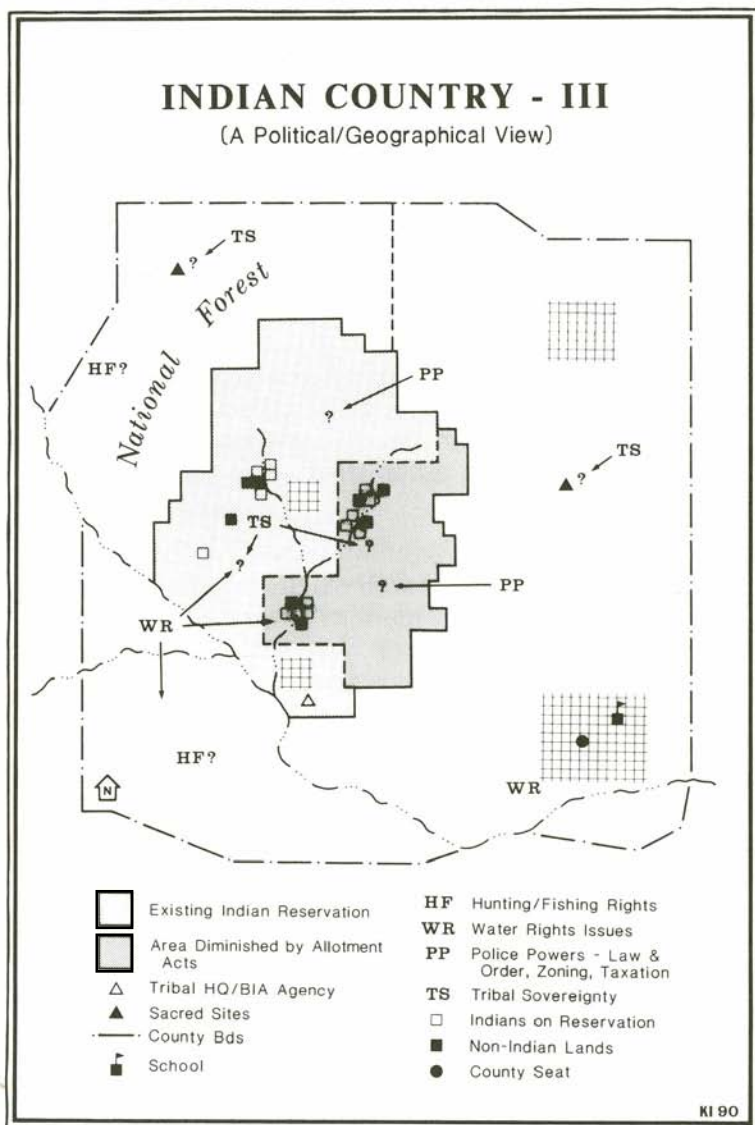 INDIAN COUNTRY - III
(A Political/Geographical View)
TS
?
National Forest
HF?
PP
?
TS
?
TS
?
?
?
PP
WR
HF?
N
WR
Existing Indian Reservation
Area Diminished by Allotment
Acts
Tribal HQ/BIA Agency
Sacred Sites
County Bds
School
HF Hunting/Fishing Rights
WR Water Rights Issues
PP Police Powers - Law &
Order, Zoning, Taxation
TS Tribal Sovereignty
Indians on Reservation
Non-Indian Lands
County Seat
KI 90